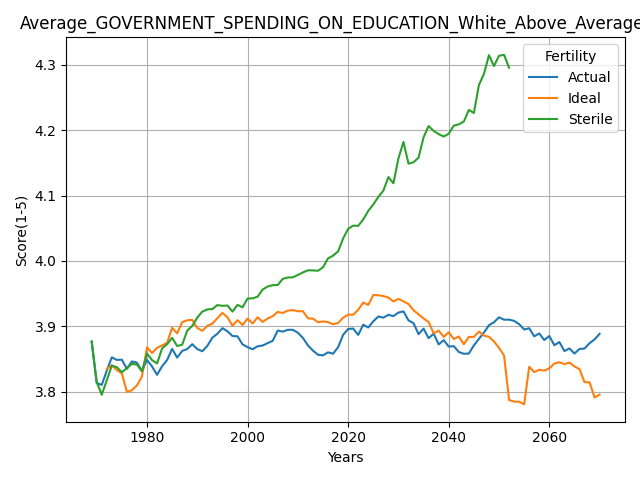 Average_GOVERNMENT_SPENDING_ON_EDUCATION_White_Above_Average
Fertility
Actual
Ideal
Sterile
4.3
4.2
4.1
4.0
3.9
3.8
Score(1-5)
1980 2000 2020 2040 2060
Years